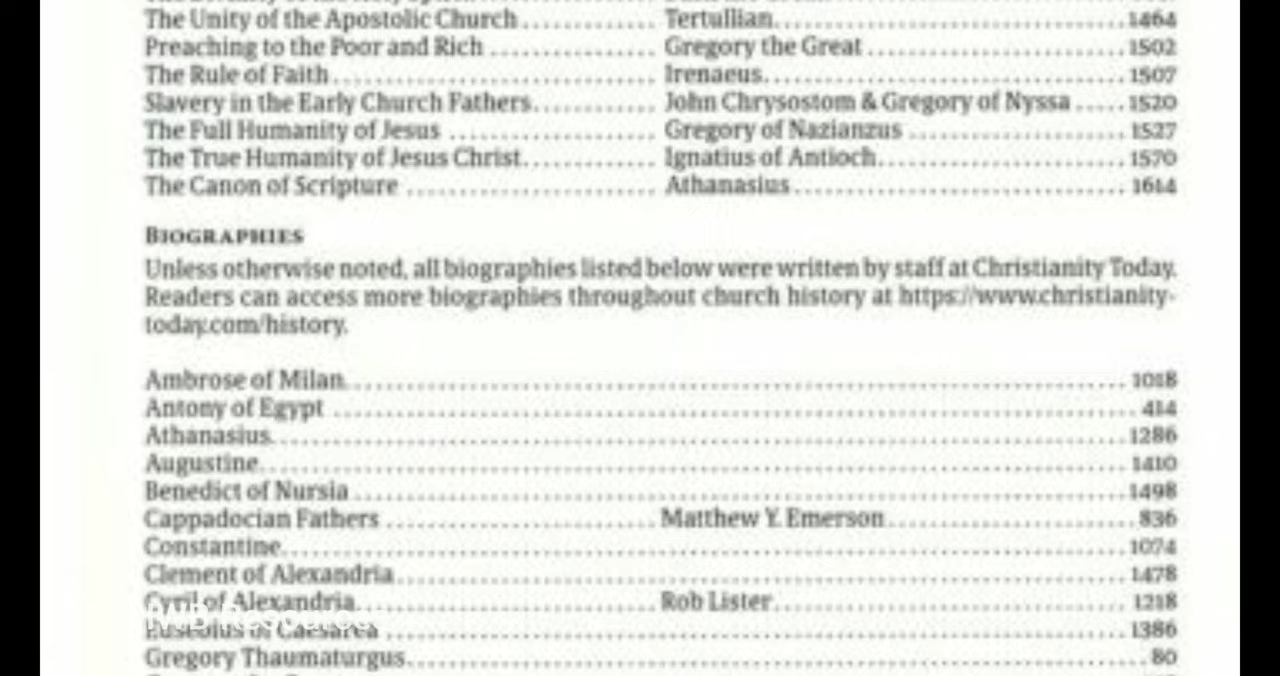 The Unity of the Apostolic Church Tertullian 1464
Preaching to the Poor and Rich Gregory the Great 1502
The Rule of Faith Irenaeus 1507
Slavery in the Early Church Fathers John Chrysostom & Gregory of Nyssa 1520
The Full Humanity of Jesus Gregory of Nazianzus 1527
The True Humanity of Jesus Christ Ignatius of Antioch 1570
The Canon of Scripture Athanasius 1614
BIOGRAPHIES
Unless otherwise noted, all biographies listed below were written by staff at Christianity Today.
Readers can access more biographies throughout church history at https://www.christianity-
today.com/history.
Ambrose of Milan 1018
Antony of Egypt 414
Athanasius 1286
Augustine 1410
Benedict of Nursia 1498
Cappadocian Fathers Matthew Y. Emerson 836
Constantine 1074
Clement of Alexandria 1478
Cyril of Alexandria Rob Lister 1218
Eusebius of Caesarea 1386
Gregory Thaumaturgus 80